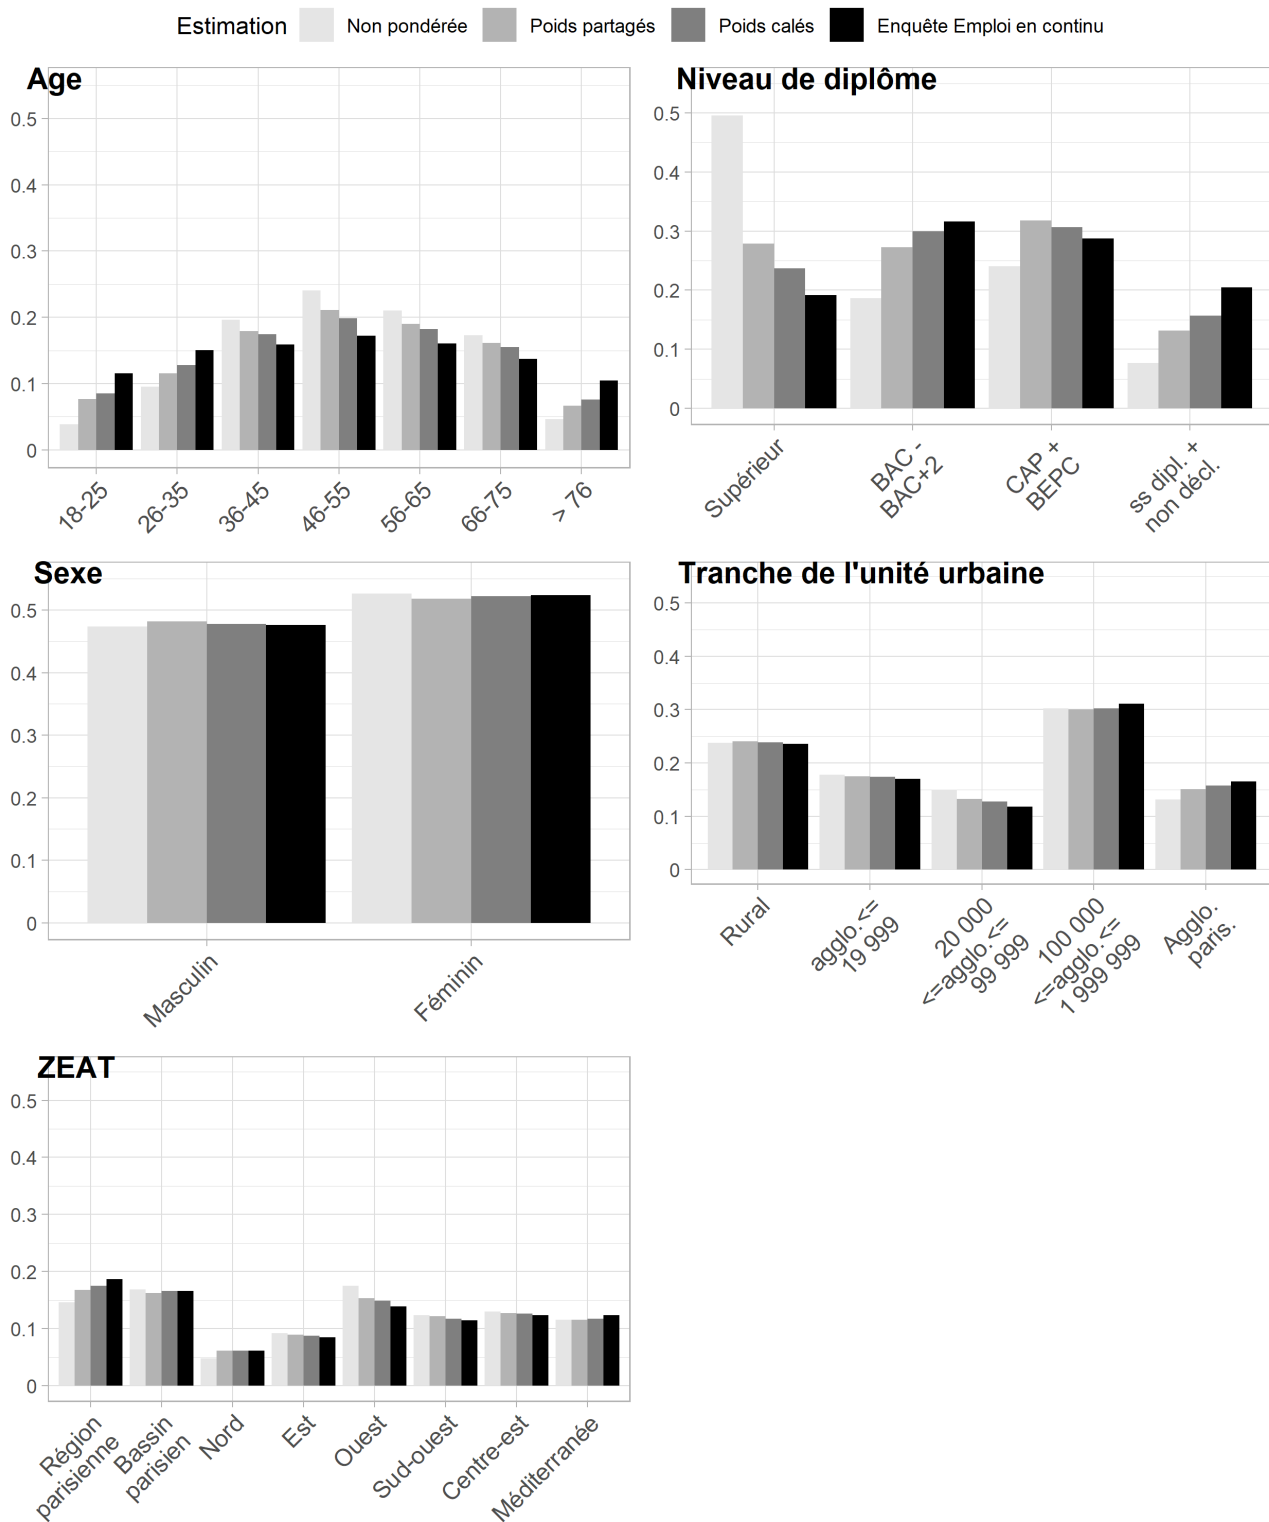 Estimation Non pondérée Poids partagés Poids calés Enquête Emploi en continu
Age
0.5
0.4
0.3
0.2
0.1
0
18-25
26-35
36-45
46-55
56-65
66-75
> 76
Niveau de diplôme
0.5
0.4
0.3
0.2
0.1
0
Supérieur
BAC -
BAC+2
CAP +
BEPC
ss dipl. +
non décl.
Sexe
0.5
0.4
0.3
0.2
0.1
0
Masculin
Féminin
Tranche de l'unité urbaine
0.5
0.4
0.3
0.2
0.1
0
Rural
agglo.<=
19 999
20 000
<=agglo.<=
99 999
100 000
<=agglo.<=
1 999 999
Agglo.
paris.
ZEAT
0.5
0.4
0.3
0.2
0.1
0
Région
parisienne
Bassin
parisien
Nord
Est
Ouest
Sud-ouest
Centre-est
Méditerranée